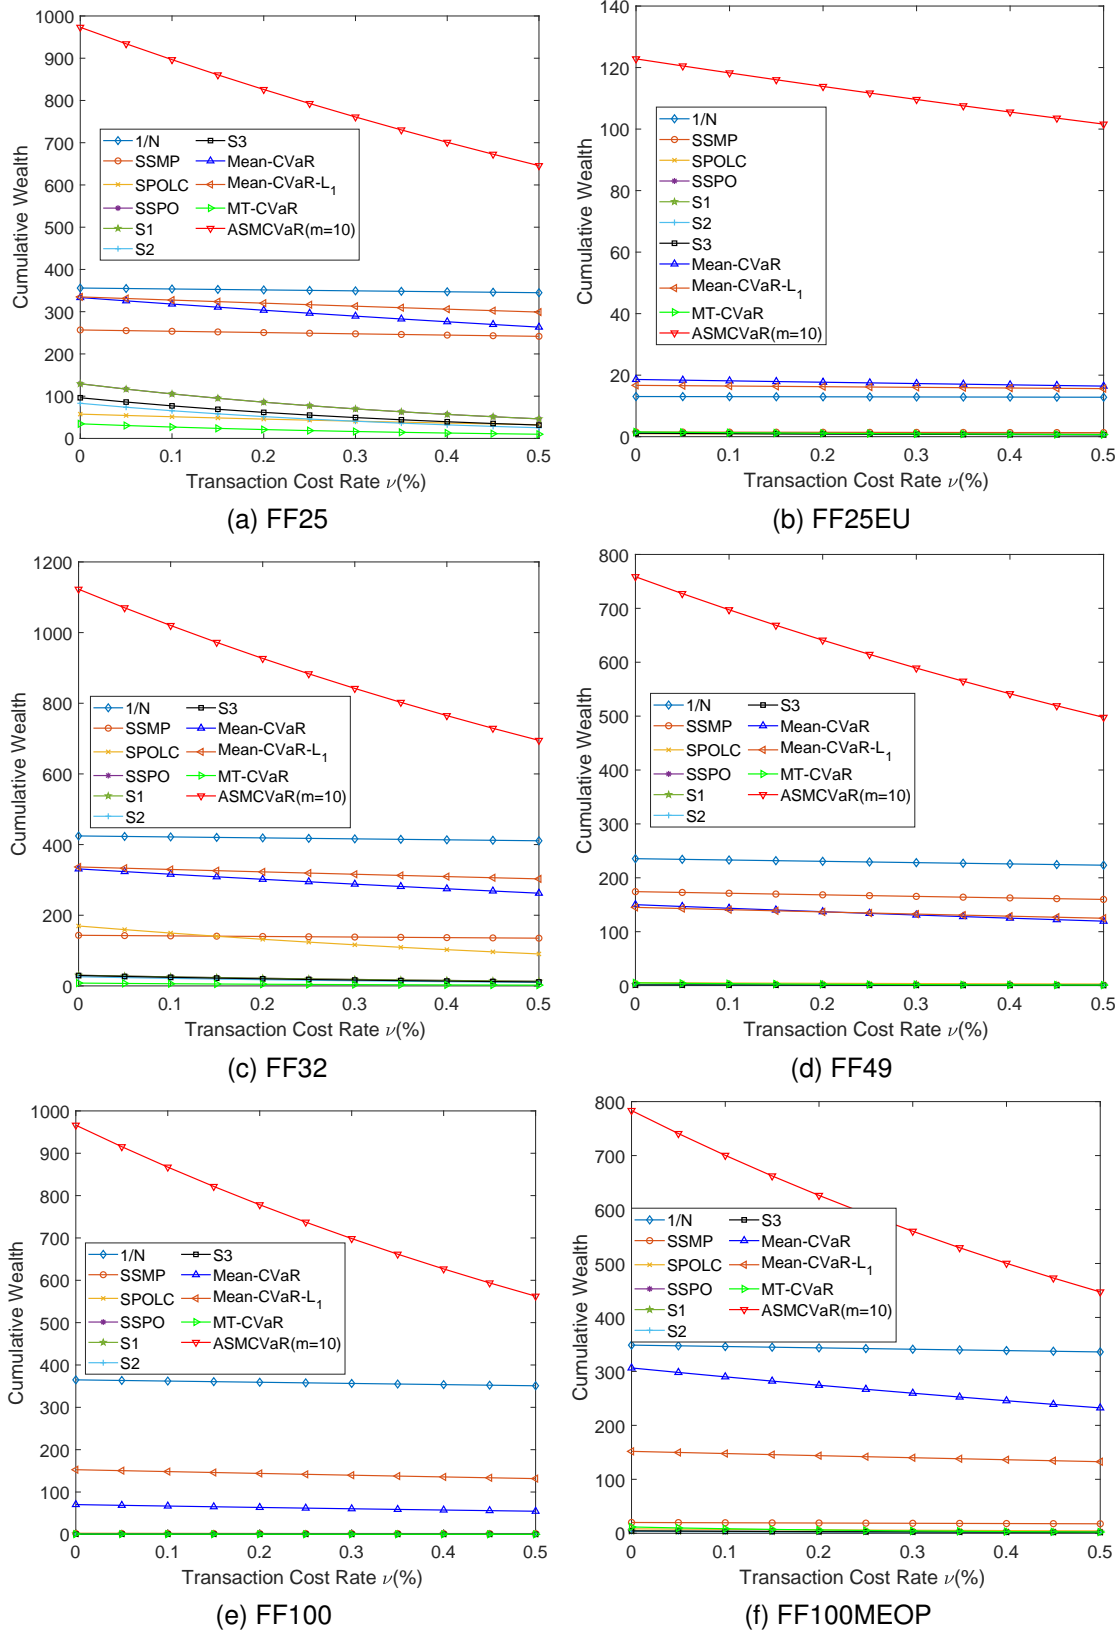 1000
900
800
700
600
500
400
300
200
100
0
Cumulative Wealth
1/N
SSMP
SPOLC
SSPO
S1
S2
S3
Mean-CVaR
Mean-CVaR-L1
MT-CVaR
ASMCVaR(m=10)
0 0.1 0.2 0.3 0.4 0.5
Transaction Cost Rate ν(%)
(a) FF25
140
120
100
80
60
40
20
0
Cumulative Wealth
1/N
SSMP
SPOLC
SSPO
S1
S2
S3
Mean-CVaR
Mean-CVaR-L1
MT-CVaR
ASMCVaR(m=10)
0 0.1 0.2 0.3 0.4 0.5
Transaction Cost Rate ν(%)
(b) FF25EU
1200
1000
800
600
400
200
0
Cumulative Wealth
1/N
SSMP
SPOLC
SSPO
S1
S2
S3
Mean-CVaR
Mean-CVaR-L1
MT-CVaR
ASMCVaR(m=10)
0 0.1 0.2 0.3 0.4 0.5
Transaction Cost Rate ν(%)
(c) FF32
800
700
600
500
400
300
200
100
0
Cumulative Wealth
1/N
SSMP
SPOLC
SSPO
S1
S2
S3
Mean-CVaR
Mean-CVaR-L1
MT-CVaR
ASMCVaR(m=10)
0 0.1 0.2 0.3 0.4 0.5
Transaction Cost Rate ν(%)
(d) FF49
1000
900
800
700
600
500
400
300
200
100
0
Cumulative Wealth
1/N
SSMP
SPOLC
SSPO
S1
S2
S3
Mean-CVaR
Mean-CVaR-L1
MT-CVaR
ASMCVaR(m=10)
0 0.1 0.2 0.3 0.4 0.5
Transaction Cost Rate ν(%)
(e) FF100
800
700
600
500
400
300
200
100
0
Cumulative Wealth
1/N
SSMP
SPOLC
SSPO
S1
S2
S3
Mean-CVaR
Mean-CVaR-L1
MT-CVaR
ASMCVaR(m=10)
0 0.1 0.2 0.3 0.4 0.5
Transaction Cost Rate ν(%)
(f) FF100MEOP